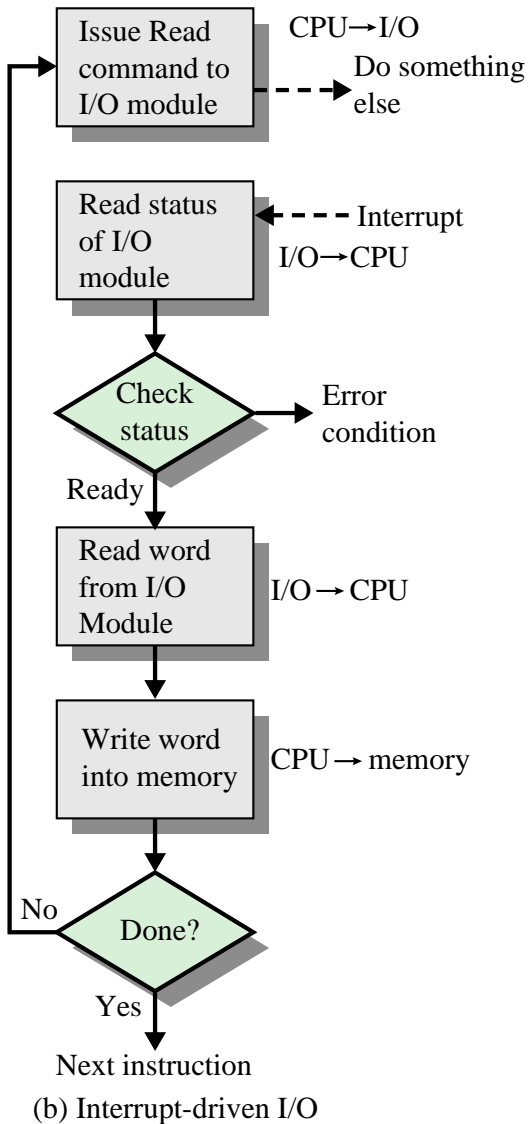 Issue Read
command to
I/O module
CPU→I/O
Do something
else
Read status
of I/O
module
Interrupt
I/O→CPU
Check
status
Error
condition
Ready
Read word
from I/O
Module
I/O → CPU
Write word
into memory
CPU → memory
No
Done?
Yes
Next instruction
(b) Interrupt-driven I/O